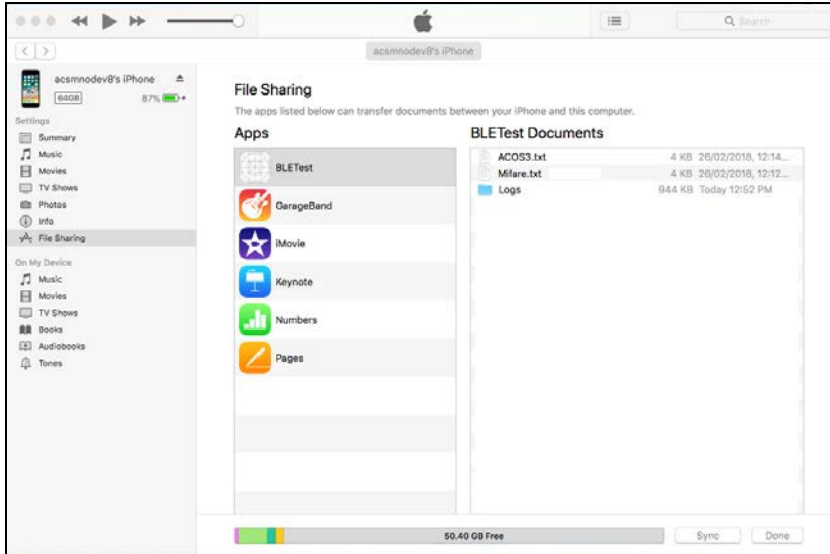 Search
acsmnodev8's iPhone
acsmnodev8's iPhone
64GB 87%
Settings
Summary
Music
Movies
TV Shows
Photos
Info
File Sharing
On My Device
Music
Movies
TV Shows
Books
Audiobooks
Tones
File Sharing
The apps listed below can transfer documents between your iPhone and this computer.
Apps
BLETest
GarageBand
iMovie
Keynote
Numbers
Pages
BLETest Documents
ACOS3.txt 4 KB 26/02/2018, 12:14...
Mifare.txt 4 KB 26/02/2018, 12:12...
Logs 944 KB Today 12:52 PM
50.40 GB Free
Sync Done